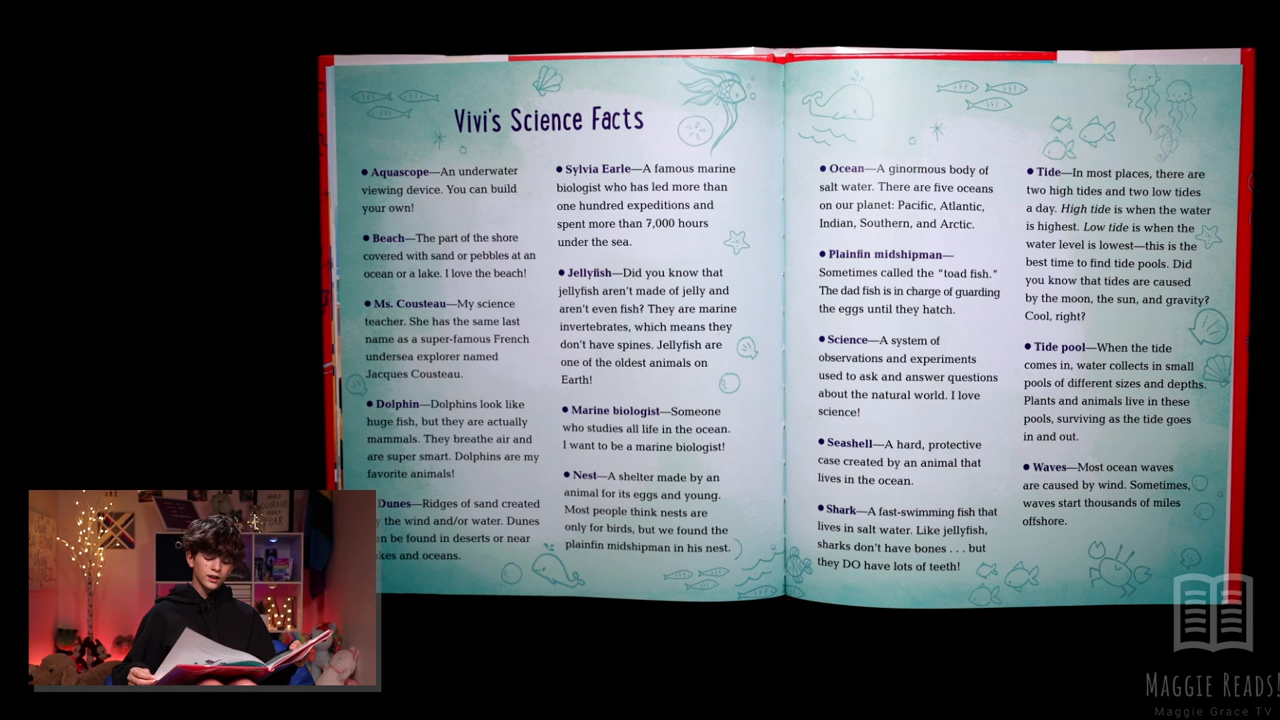 Vivi's Science Facts
● Aquascope—An underwater
viewing device. You can build
your own!
● Beach—The part of the shore
covered with sand or pebbles at an
ocean or a lake. I love the beach!
● Ms. Cousteau—My science
teacher. She has the same last
name as a super-famous French
undersea explorer named
Jacques Cousteau.
● Dolphin—Dolphins look like
huge fish, but they are actually
mammals. They breathe air and
are super smart. Dolphins are my
favorite animals!
Dunes—Ridges of sand created
the wind and/or water. Dunes
be found in deserts or near
and oceans.
● Sylvia Earle—A famous marine
biologist who has led more than
one hundred expeditions and
spent more than 7,000 hours
under the sea.
● Jellyfish—Did you know that
jellyfish aren't made of jelly and
aren't even fish? They are marine
invertebrates, which means they
don't have spines. Jellyfish are
one of the oldest animals on
Earth!
● Marine biologist—Someone
who studies all life in the ocean.
I want to be a marine biologist!
● Nest—A shelter made by an
animal for its eggs and young.
Most people think nests are
only for birds, but we found the
plainfin midshipman in his nest.
● Ocean—A ginormous body of
salt water. There are five oceans
on our planet: Pacific, Atlantic,
Indian, Southern, and Arctic.
● Plainfin midshipman—
Sometimes called the "toad fish."
The dad fish is in charge of guarding
the eggs until they hatch.
● Science—A system of
observations and experiments
used to ask and answer questions
about the natural world. I love
science!
● Seashell—A hard, protective
case created by an animal that
lives in the ocean.
● Shark—A fast-swimming fish that
lives in salt water. Like jellyfish,
sharks don't have bones . . . but
they DO have lots of teeth!
● Tide—In most places, there are
two high tides and two low tides
a day. High tide is when the water
is highest. Low tide is when the
water level is lowest—this is the
best time to find tide pools. Did
you know that tides are caused
by the moon, the sun, and gravity?
Cool, right?
● Tide pool—When the tide
comes in, water collects in small
pools of different sizes and depths.
Plants and animals live in these
pools, surviving as the tide goes
in and out.
● Waves—Most ocean waves
are caused by wind. Sometimes,
waves start thousands of miles
offshore.
MAGGIE READS!
Maggie Grace TV